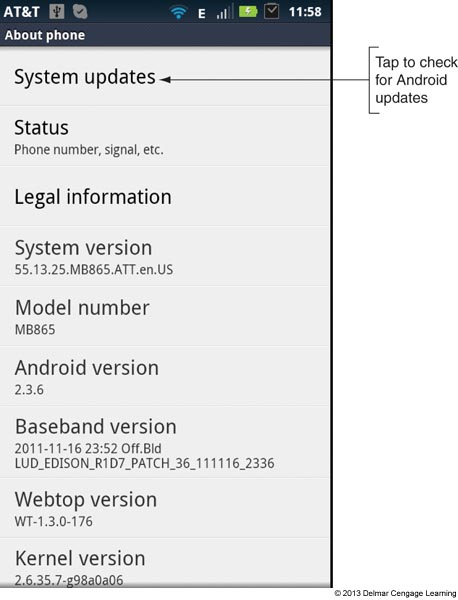 AT&T E 11:58
About phone
System updates
Tap to check
for Android
updates
Status
Phone number, signal, etc.
Legal information
System version
55.13.25.MB865.ATT.en.US
Model number
MB865
Android version
2.3.6
Baseband version
2011-11-16 23:52 Off.Bld
LUD_EDISON_R1D7_PATCH_36_111116_2336
Webtop version
WT-1.3.0-176
Kernel version
2.6.35.7-g98a0a06
© 2013 Delmar Cengage Learning